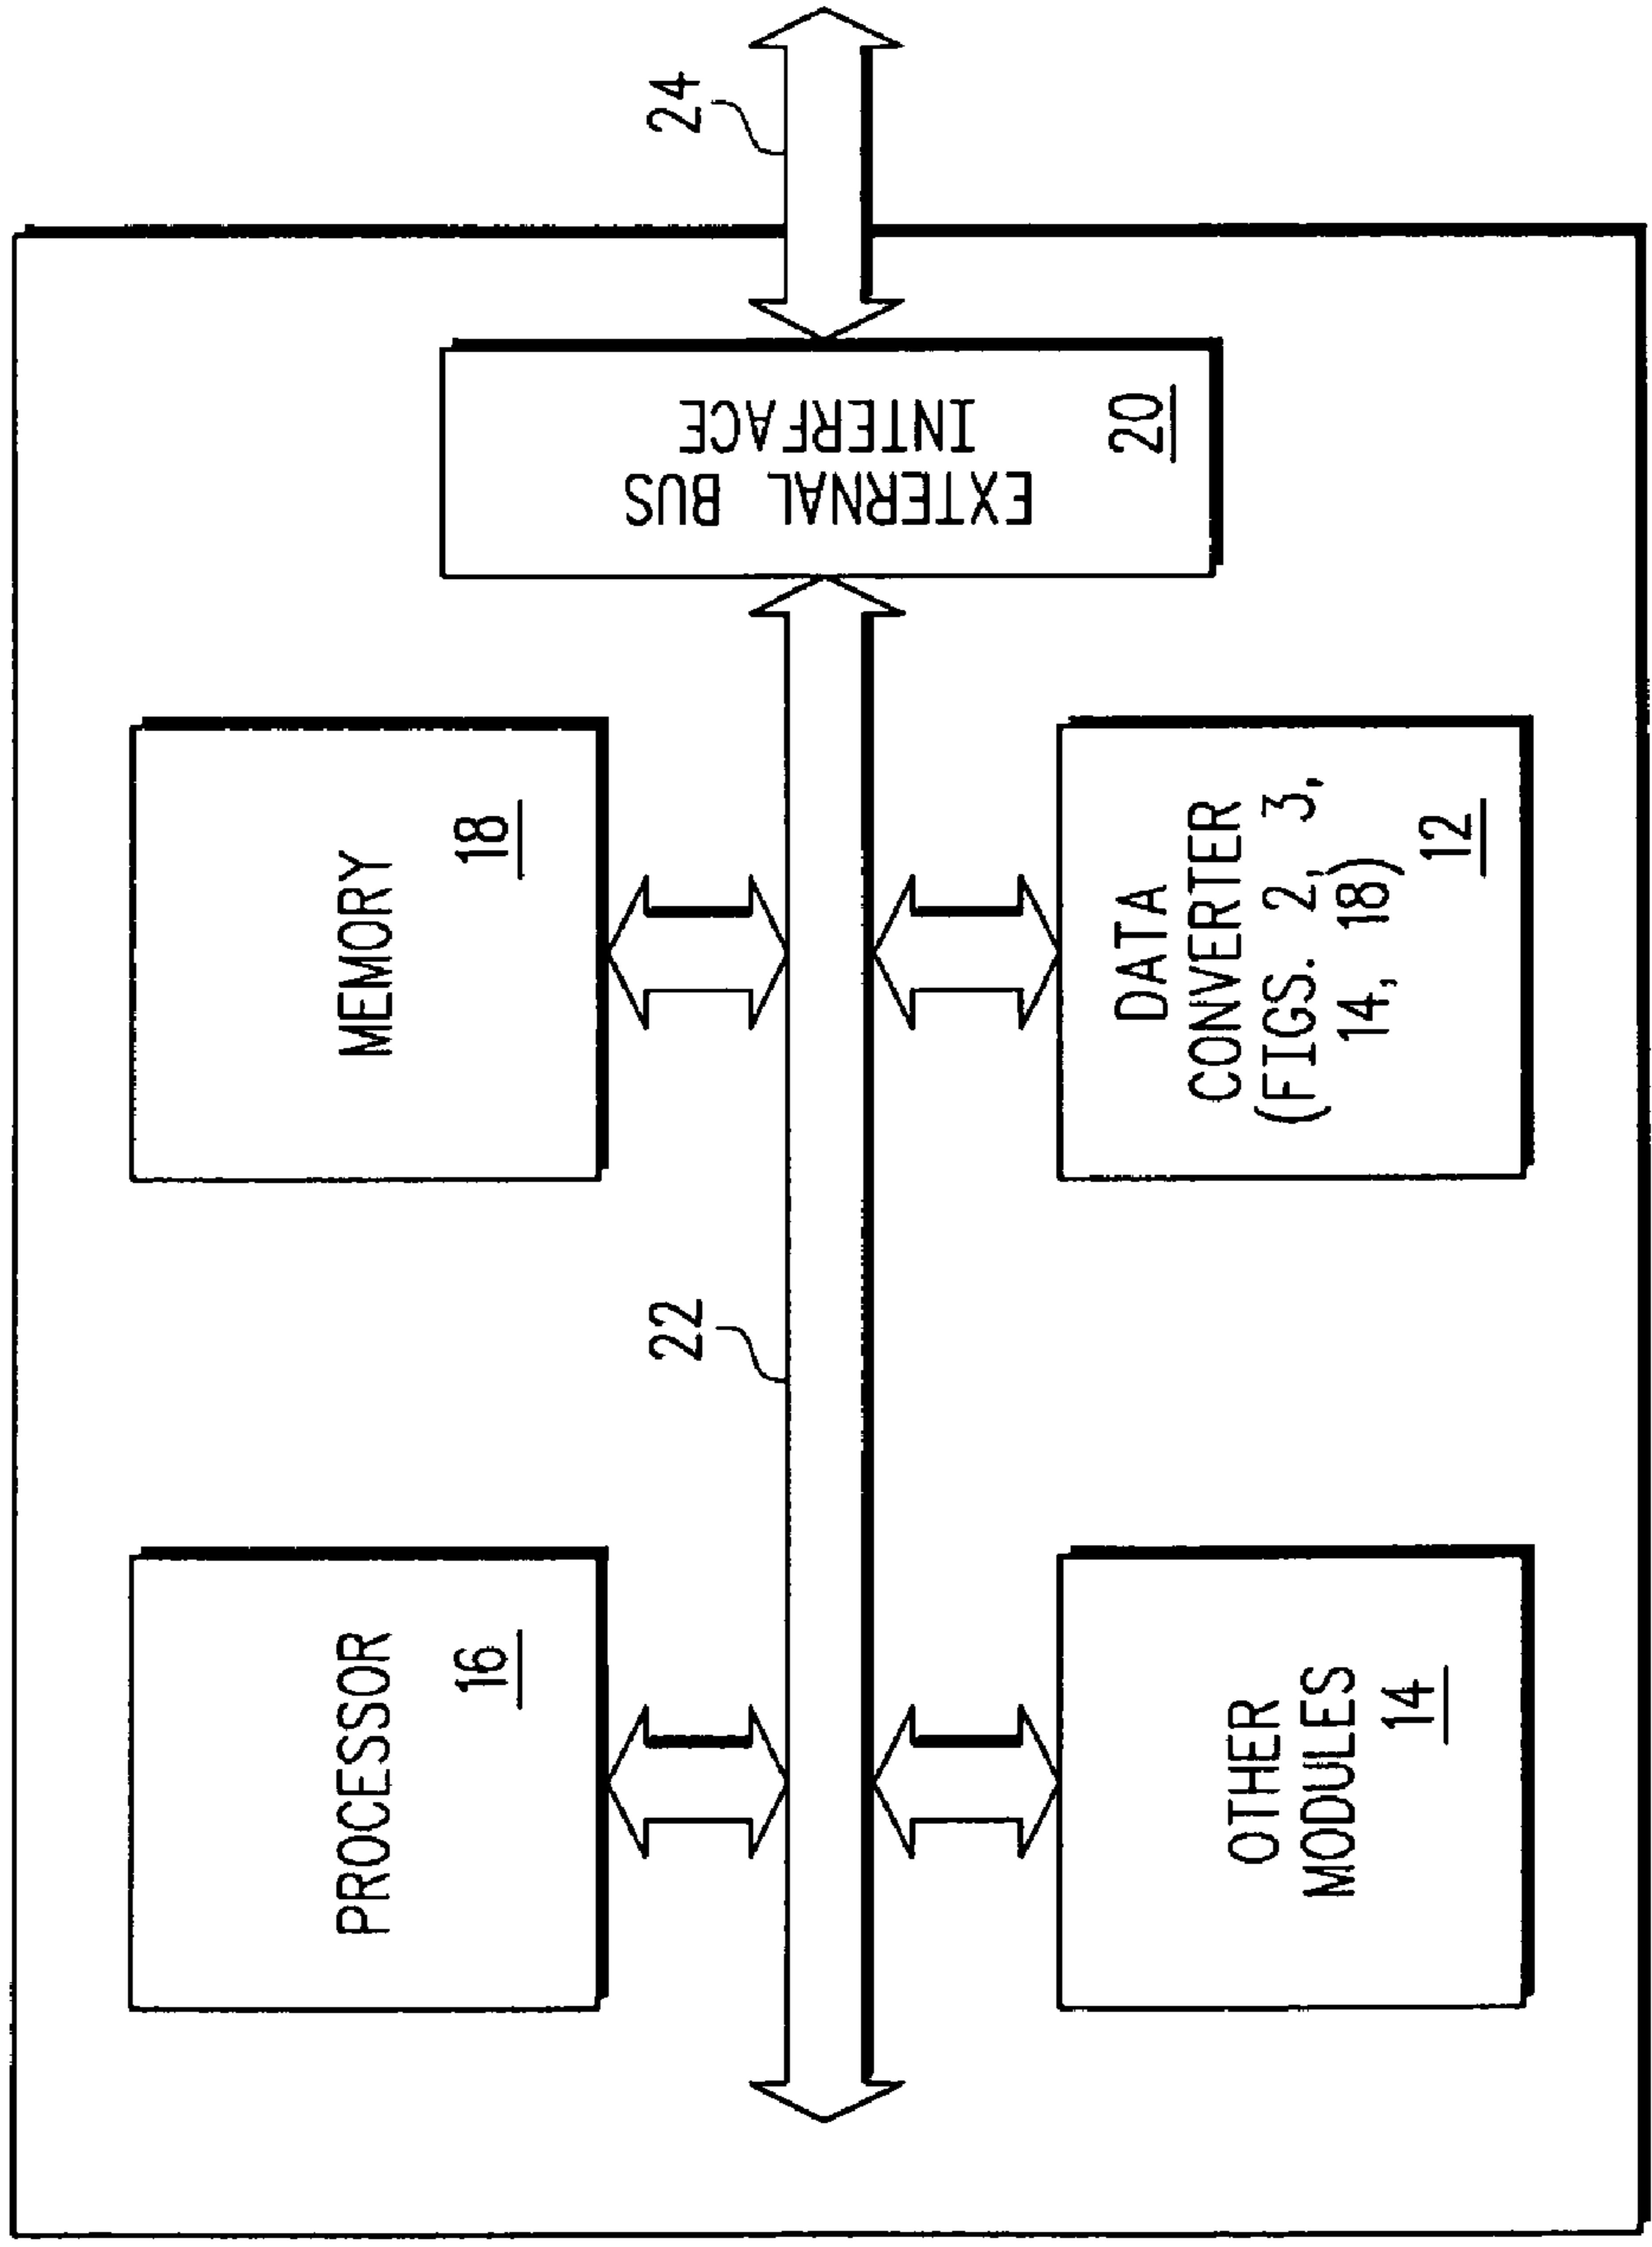 PROCESSOR
16
MEMORY
18
22
24
EXTERNAL BUS
INTERFACE
20
OTHER
MODULES
14
DATA
CONVERTER
(FIGS. 2, 3,
14, 18)
12